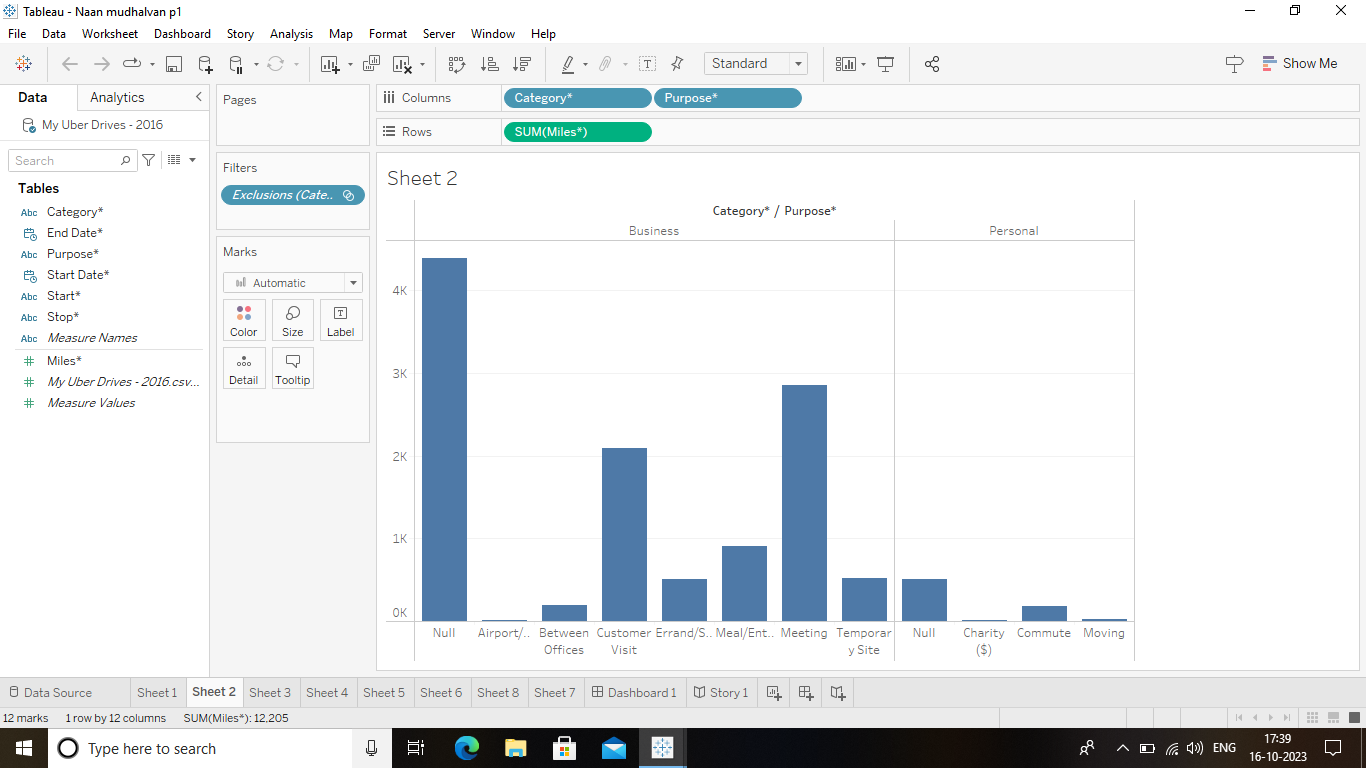 Tableau - Naan mudhalvan p1
File Data Worksheet Dashboard Story Analysis Map Format Server Window Help
Standard
Show Me
Data Analytics
My Uber Drives - 2016
Search
Tables
Abc Category*
End Date*
Abc Purpose*
Start Date*
Abc Start*
Abc Stop*
Abc Measure Names
Miles*
My Uber Drives - 2016.csv...
Measure Values
Pages
Filters
Exclusions (Cate..
Marks
Automatic
Color Size Label
Detail Tooltip
Columns Category* Purpose*
Rows SUM(Miles*)
Sheet 2
Category* / Purpose*
Business Personal
4K
3K
2K
1K
0K
Null Airport/.. Between Offices Customer Visit Errand/S.. Meal/Ent.. Meeting Temporar y Site Null Charity ($) Commute Moving
Data Source Sheet 1 Sheet 2 Sheet 3 Sheet 4 Sheet 5 Sheet 6 Sheet 8 Sheet 7 Dashboard 1 Story 1
12 marks 1 row by 12 columns SUM(Miles*): 12,205
Type here to search
ENG
17:39
16-10-2023